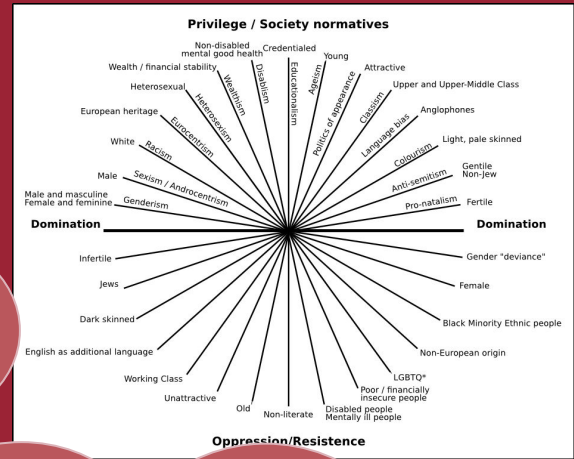 Privilege / Society normatives
Non-disabled
mental good health
Credentialed
Young
Wealth / financial stability
Attractive
Heterosexual
Upper and Upper-Middle Class
European heritage
Anglophones
White
Light, pale skinned
Male
Gentile
Non-Jew
Male and masculine
Female and feminine
Fertile
Genderism
Sexism / Androcentrism
Racism
Eurocentrism
Heterosexism
Wealthism
Disablism
Educationalism
Ageism
Politics of appearance
Classism
Language bias
Colourism
Anti-semitism
Pro-natalism
Domination
Domination
Infertile
Gender "deviance"
Jews
Female
Dark skinned
Black Minority Ethnic people
English as additional language
Non-European origin
Working Class
LGBTQ*
Unattractive
Poor / financially
insecure people
Old
Non-literate
Disabled people
Mentally ill people
Oppression/Resistance